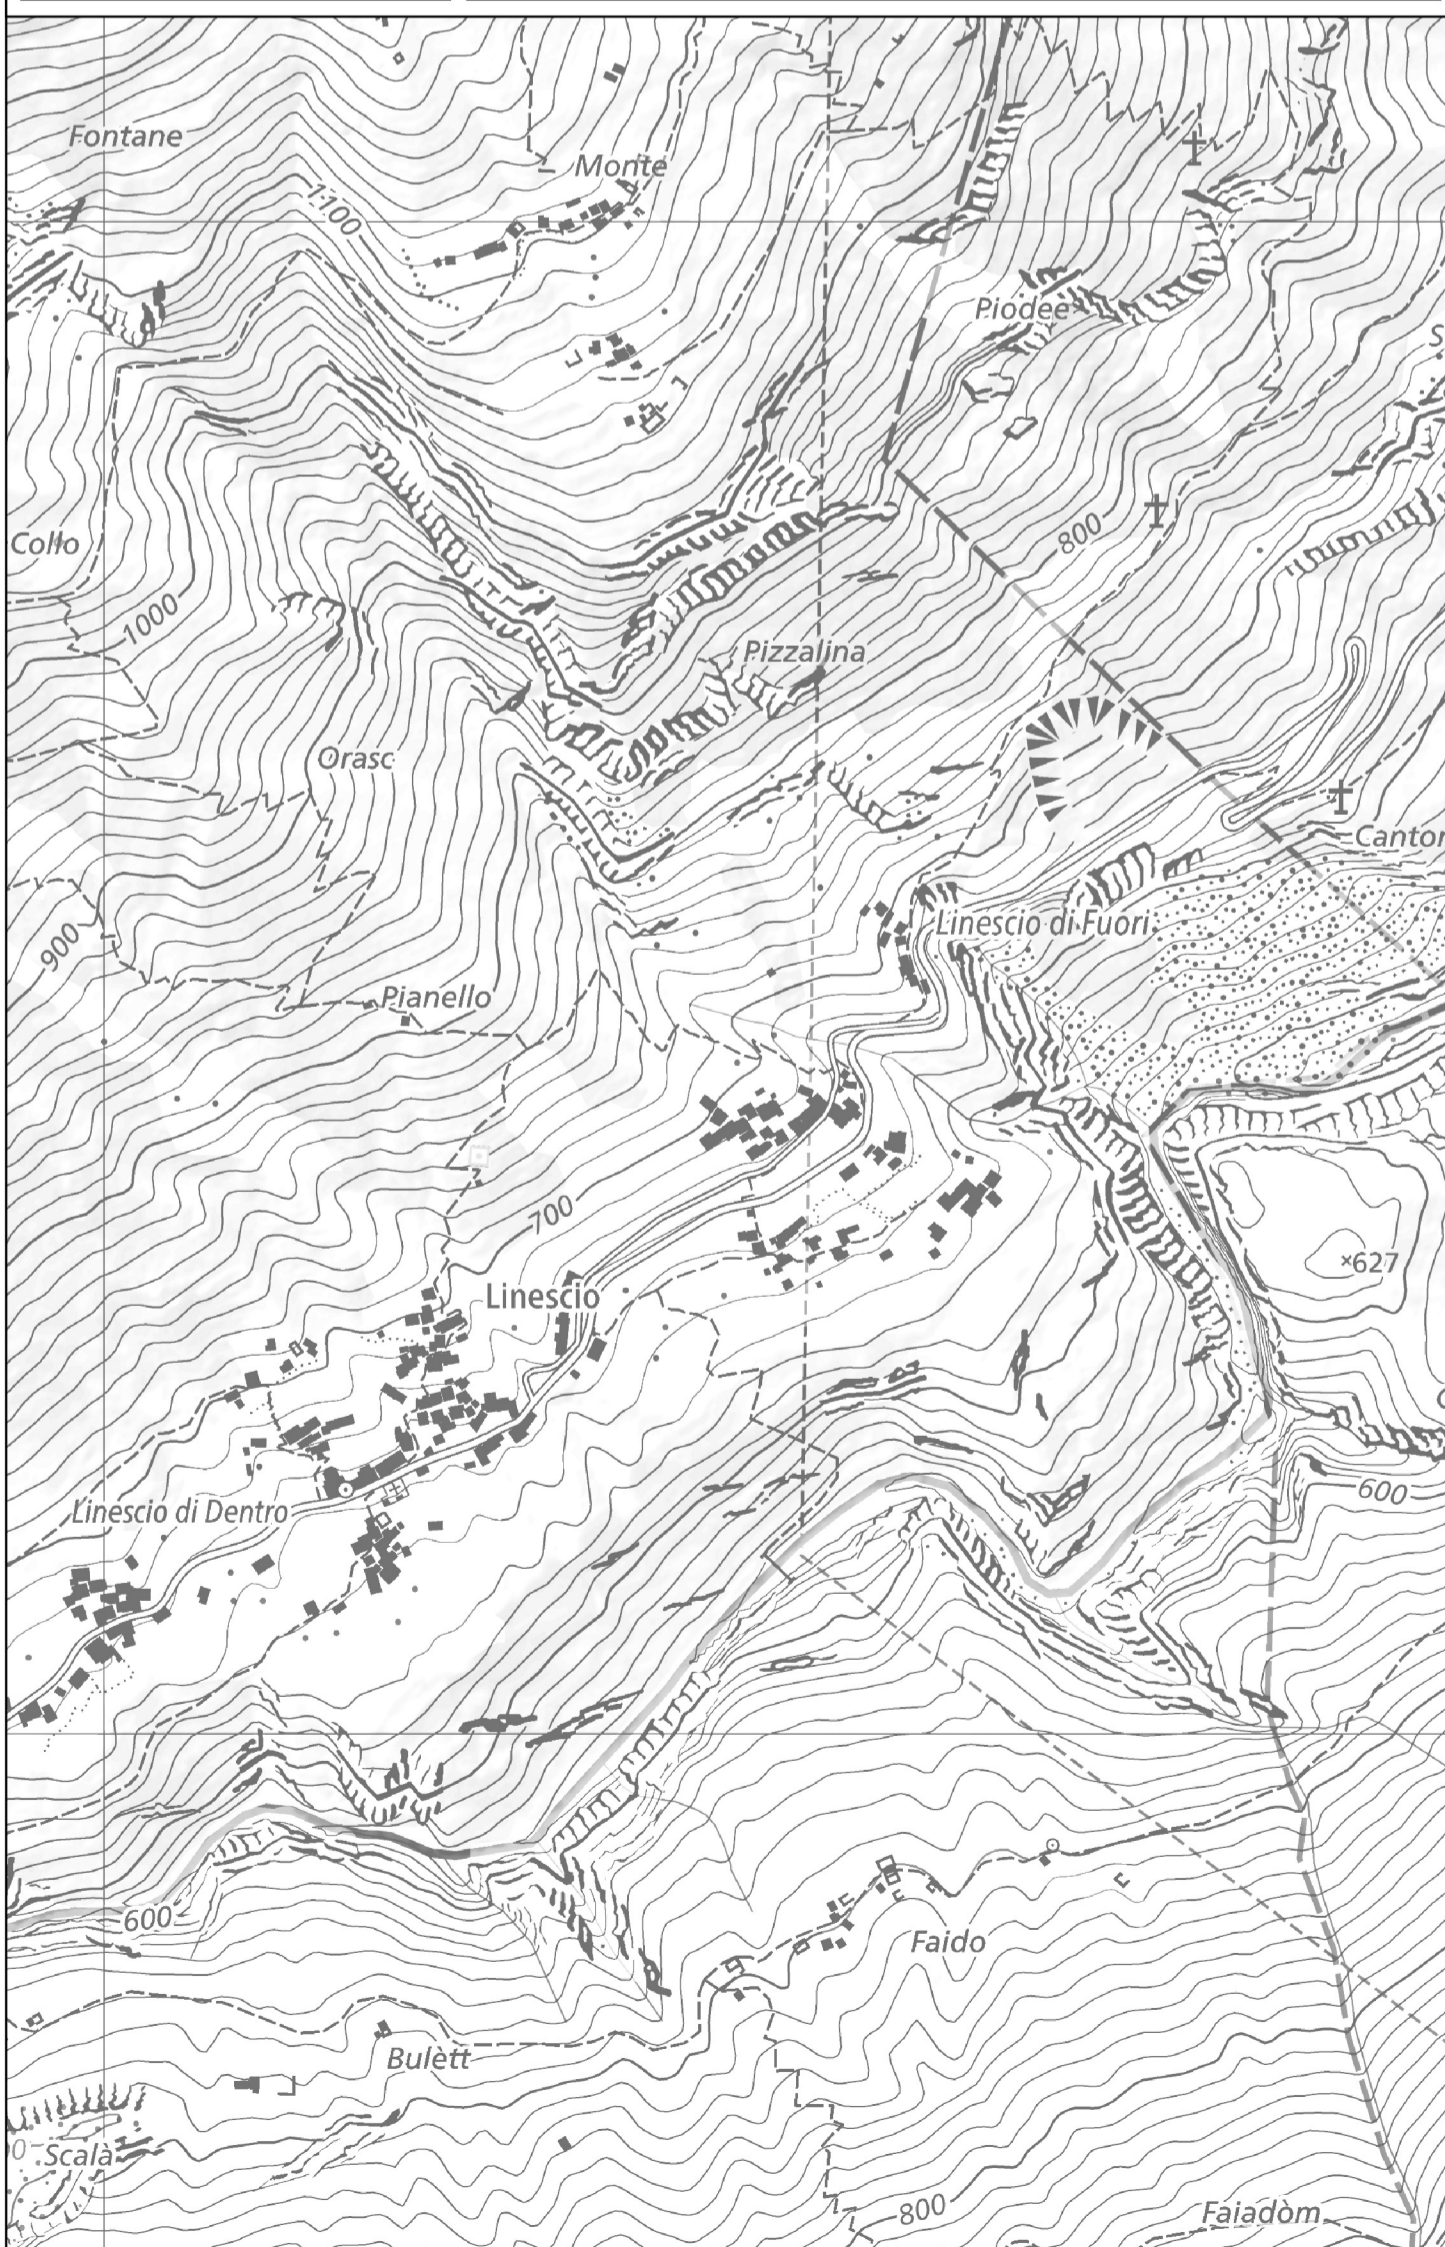 Fontane
Monte
1100
Piodee
S
Collo
800
1000
Pizzalina
Orasc
Canton
Linescio di Fuori
900
Pianello
700
627
Linescio
600
Linescio di Dentro
600
Faido
Bulètt
Scalà
800
Faiadòm